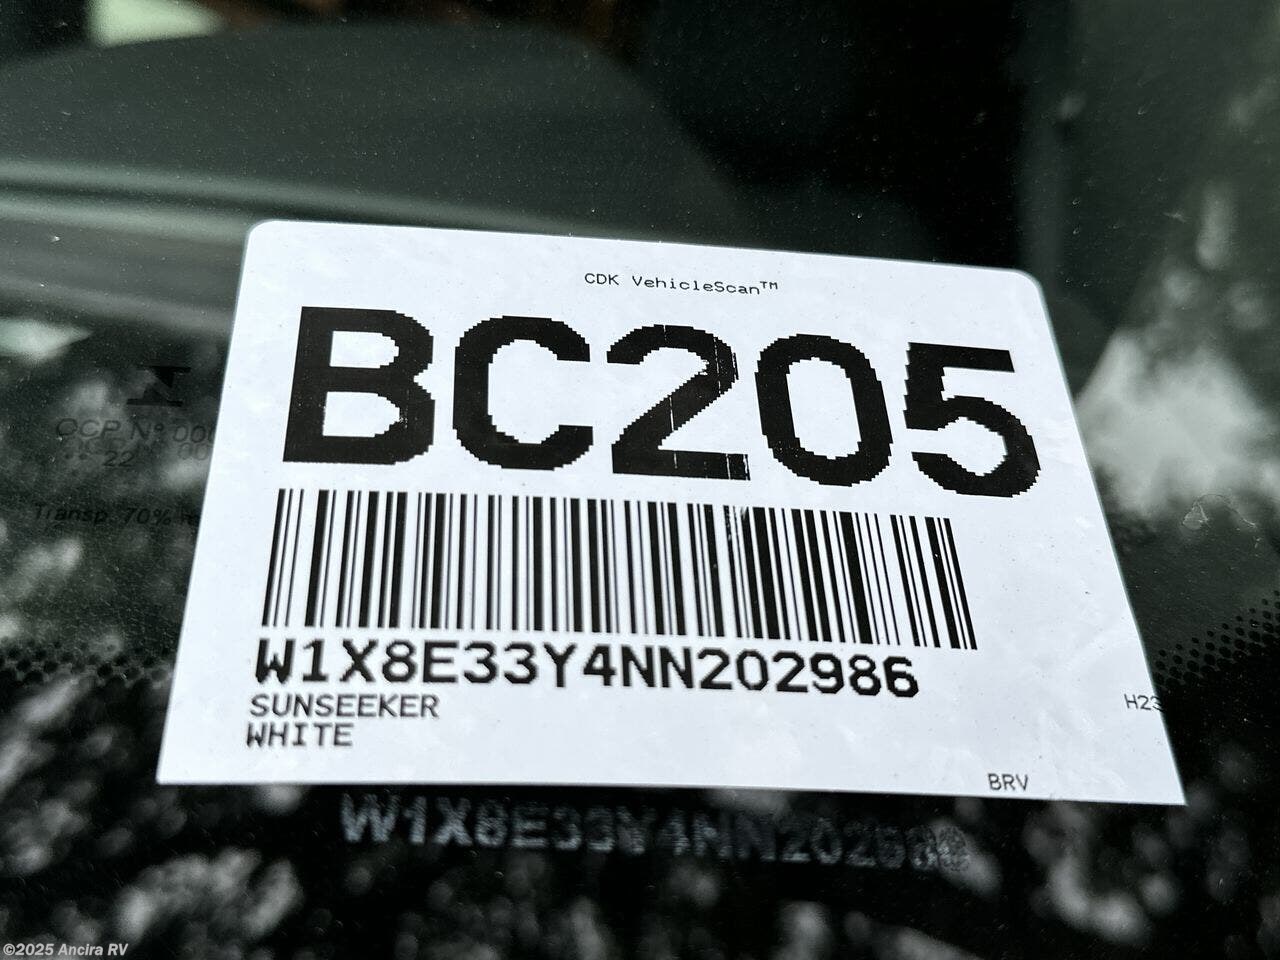 CDK VehicleScan™
BC205
W1X8E33Y4NN202986
SUNSEEKER
WHITE
H23
BRV
Transp. 70%
©2025 Ancira RV